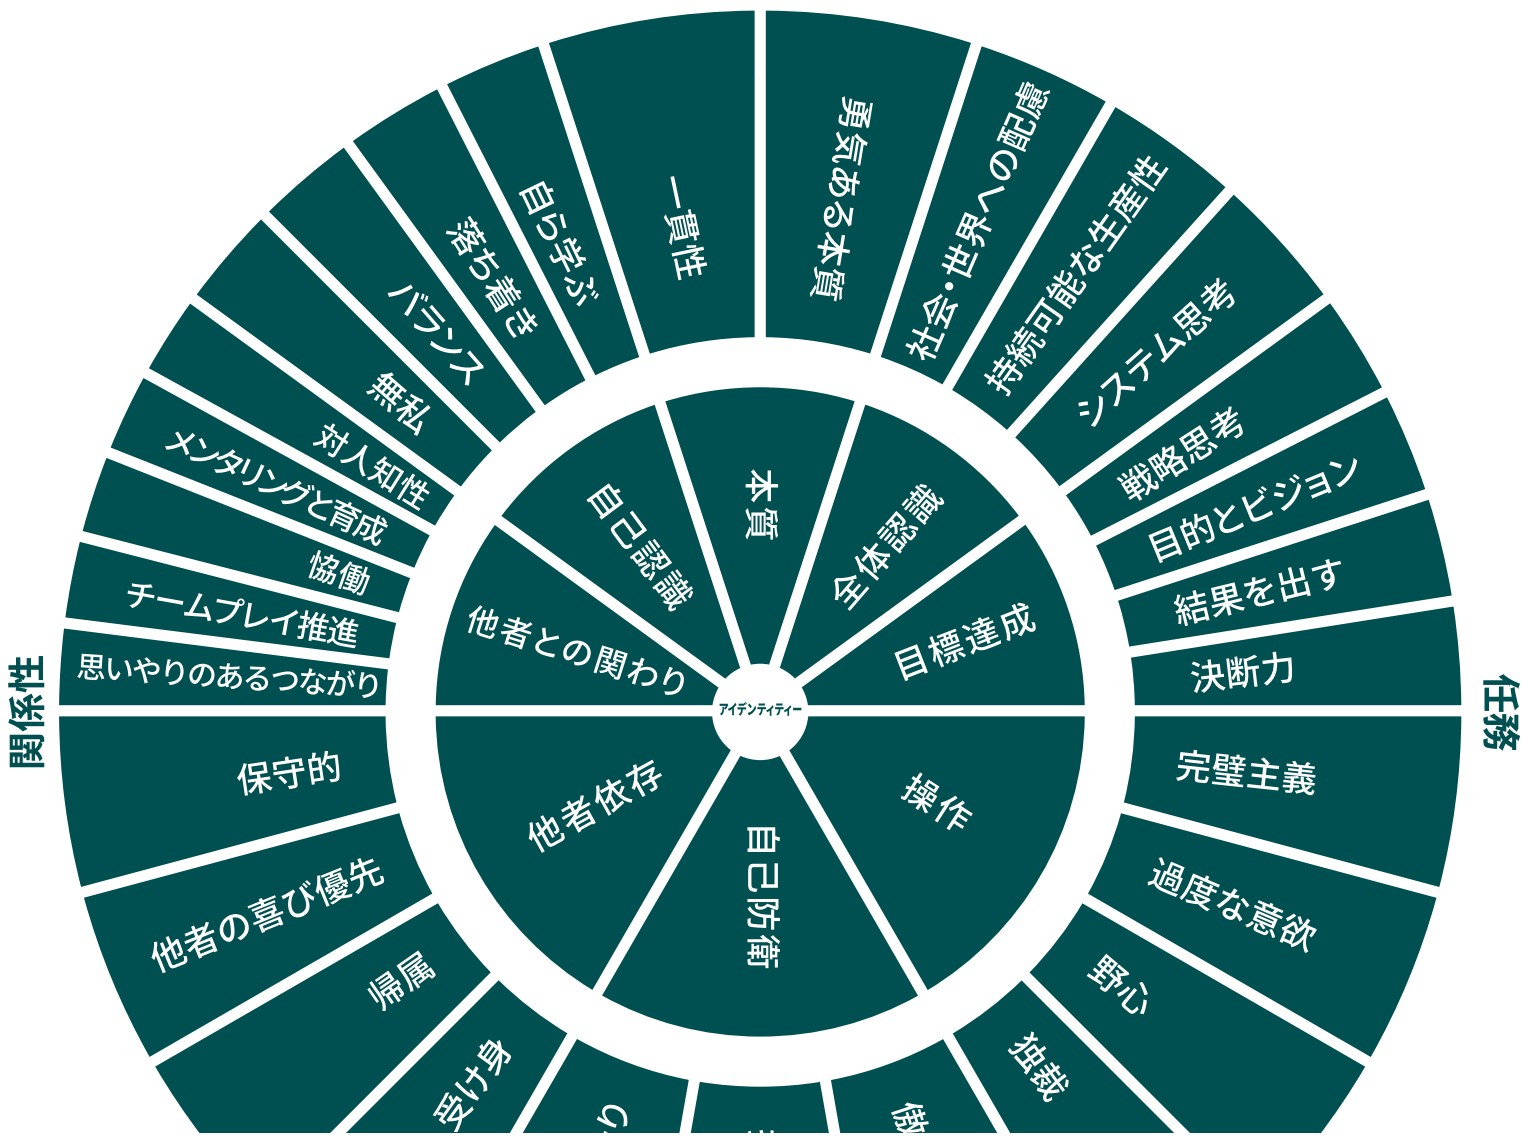 一貫性
勇気ある本質
社会・世界への配慮
持続可能な生産性
システム思考
戦略思考
目的とビジョン
結果を出す
決断力
自ら学ぶ
落ち着き
バランス
無私
対人知性
メンタリングと育成
協働
チームプレイ推進
思いやりのあるつながり
本質
全体認識
目標達成
自己認識
他者との関わり
アイデンティティー
関係性
任務
保守的
他者の喜び優先
帰属
受け身
他者依存
自己防衛
操作
完璧主義
過度な意欲
野心
独裁
傲
り